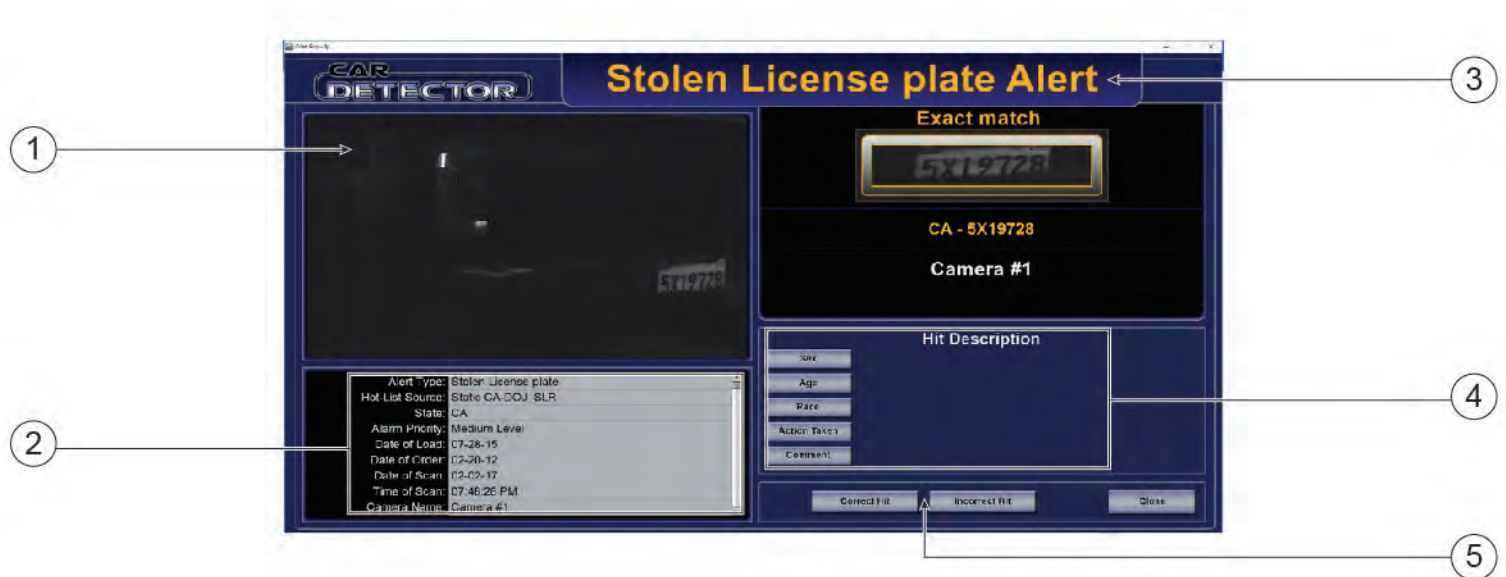 CAR
DETECTOR
Stolen License plate Alert
3
Exact match
1
5X19728
5X19728
CA - 5X19728
Camera #1
Hit Description
Sex
Age
Race
Action Taken
Comment
4
Alert Type: Stolen License plate
Hot-List Source: Static CA DOJ SLR
State: CA
Alarm Priority: Medium Level
Date of Load: 07-28-15
Date of Order: 02-20-12
Date of Scan: 02-02-17
Time of Scan: 07:46:26 PM
Camera Name: Camera #1
2
Correct Hit
Incorrect Hit
Close
5